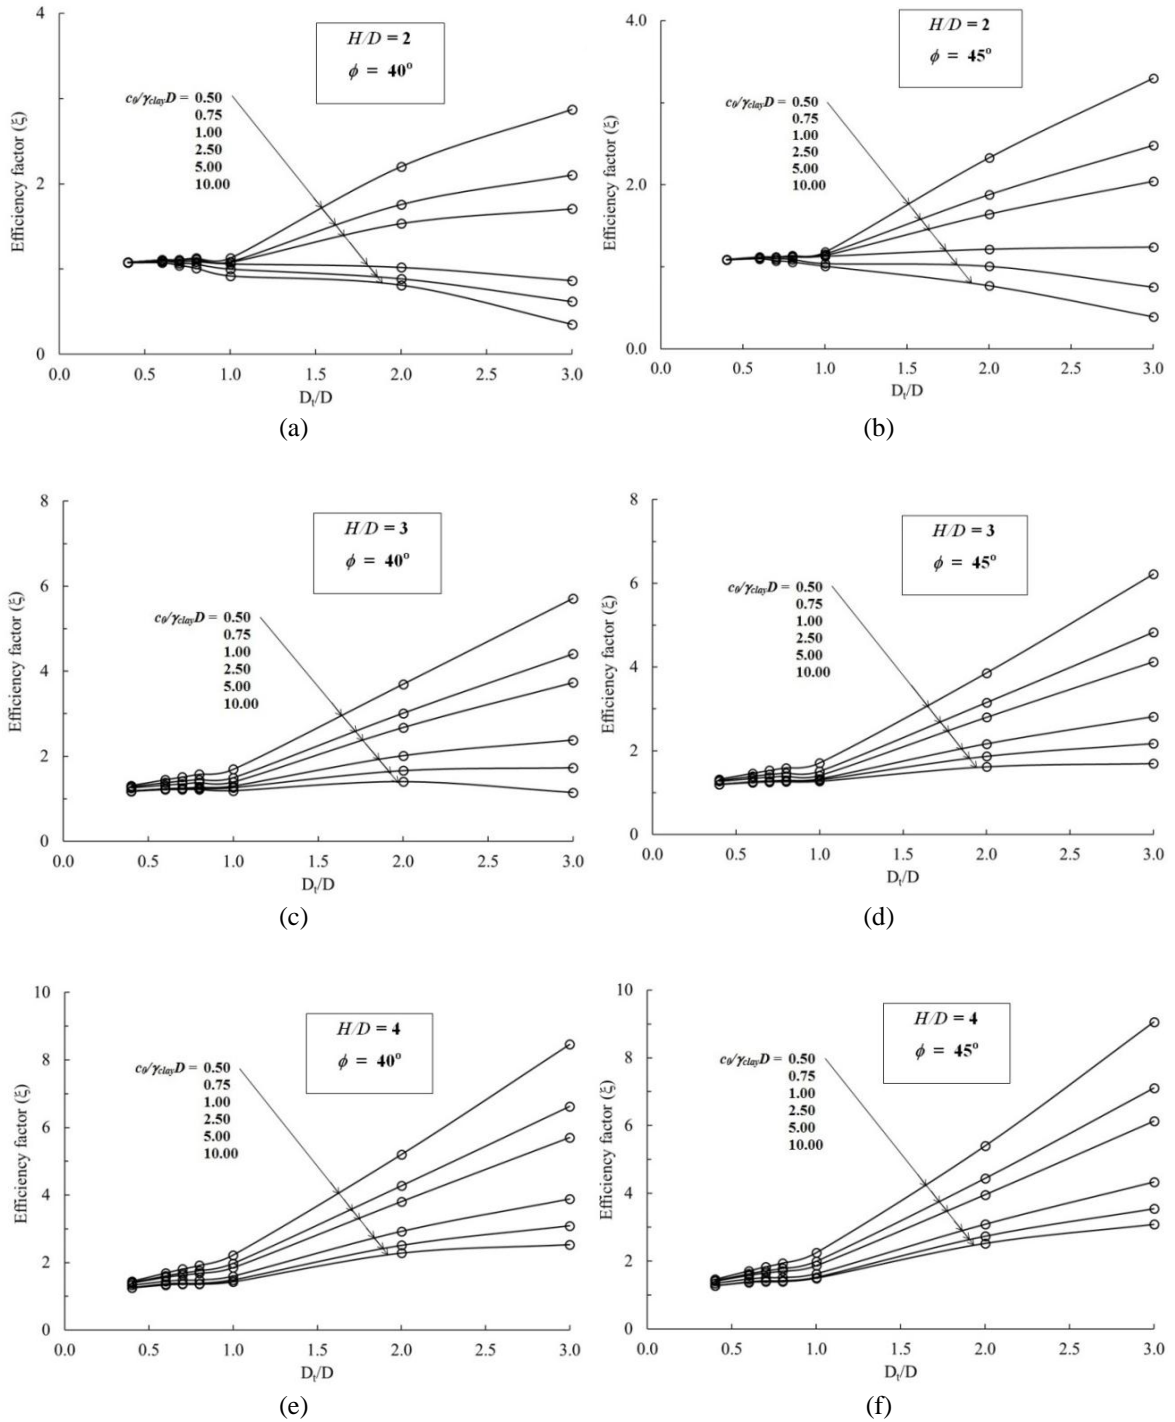 4
H/D = 2
ϕ = 40°
c₀/γ_clayD = 0.50
0.75
1.00
2.50
5.00
10.00
2
0
Efficiency factor (ξ)
0.0 0.5 1.0 1.5 2.0 2.5 3.0
Dₜ/D
(a)
4.0
H/D = 2
ϕ = 45°
c₀/γ_clayD = 0.50
0.75
1.00
2.50
5.00
10.00
2.0
0.0
Efficiency factor (ξ)
0.0 0.5 1.0 1.5 2.0 2.5 3.0
Dₜ/D
(b)
8
H/D = 3
ϕ = 40°
6
c₀/γ_clayD = 0.50
0.75
1.00
2.50
5.00
10.00
4
2
0
Efficiency factor (ξ)
0.0 0.5 1.0 1.5 2.0 2.5 3.0
Dₜ/D
(c)
8
H/D = 3
ϕ = 45°
6
c₀/γ_clayD = 0.50
0.75
1.00
2.50
5.00
10.00
4
2
0
Efficiency factor (ξ)
0.0 0.5 1.0 1.5 2.0 2.5 3.0
Dₜ/D
(d)
10
H/D = 4
ϕ = 40°
8
c₀/γ_clayD = 0.50
0.75
1.00
2.50
5.00
10.00
6
4
2
0
Efficiency factor (ξ)
0.0 0.5 1.0 1.5 2.0 2.5 3.0
Dₜ/D
(e)
10
H/D = 4
ϕ = 45°
8
c₀/γ_clayD = 0.50
0.75
1.00
2.50
5.00
10.00
6
4
2
0
Efficiency factor (ξ)
0.0 0.5 1.0 1.5 2.0 2.5 3.0
Dₜ/D
(f)